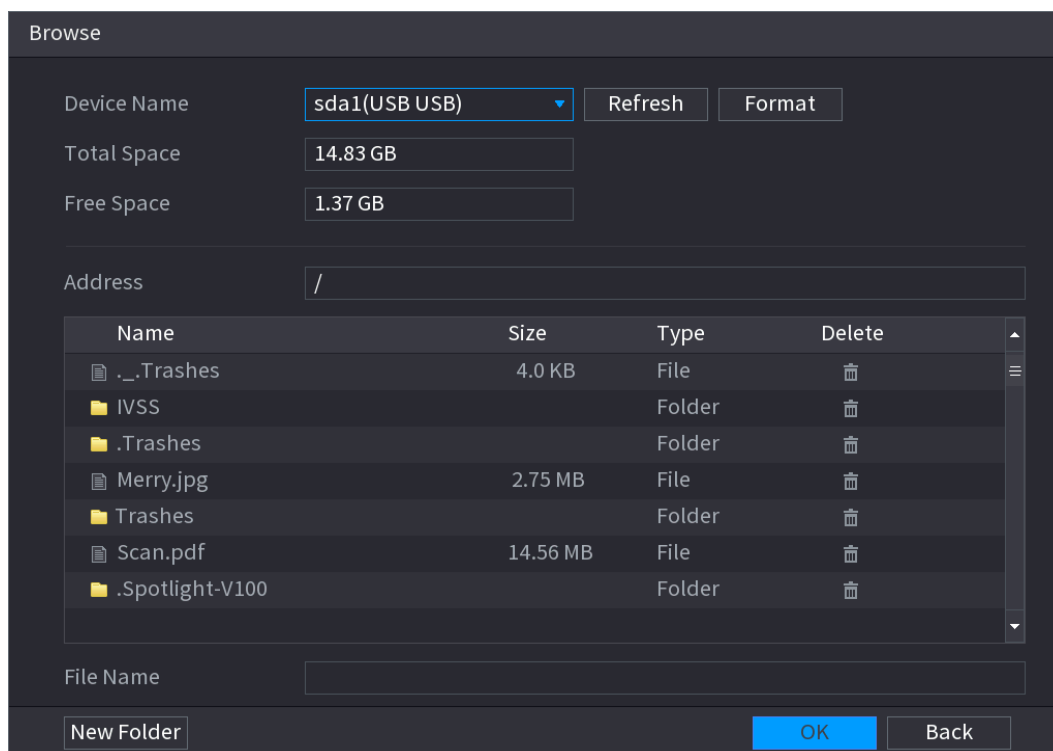 Browse
Device Name sda1(USB USB) Refresh Format
Total Space 14.83 GB
Free Space 1.37 GB
Address /
Name Size Type Delete
._.Trashes 4.0 KB File
IVSS Folder
.Trashes Folder
Merry.jpg 2.75 MB File
Trashes Folder
Scan.pdf 14.56 MB File
.Spotlight-V100 Folder
File Name
New Folder OK Back